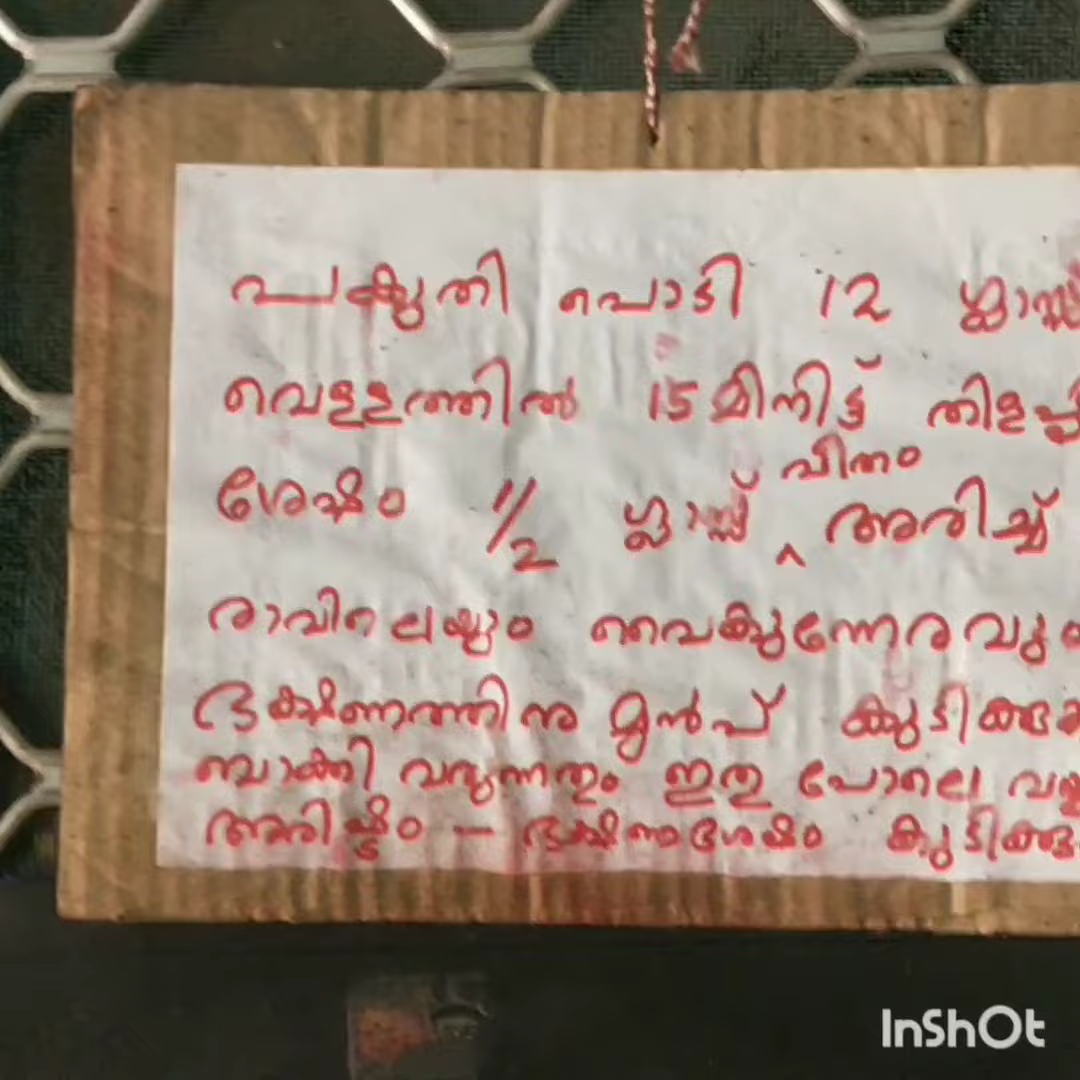 പകുതി പൊടി 12 ഗ്ലാസ്സ്
വെള്ളത്തിൽ 15 മിനിട്ട് തിളപ്പി
ശേഷം 1/2 ഗ്ലാസ്സ് ^ വീതം അരിച്ച്
രാവിലെയും വൈകുന്നേരവും
ഭക്ഷണത്തിനു മുൻപ് കുടിക്കുക
ബാക്കി വരുന്നതും ഇതു പോലെ
അരിഷ്ടം - ഭക്ഷണശേഷം കുടിക്കുക
InShOt